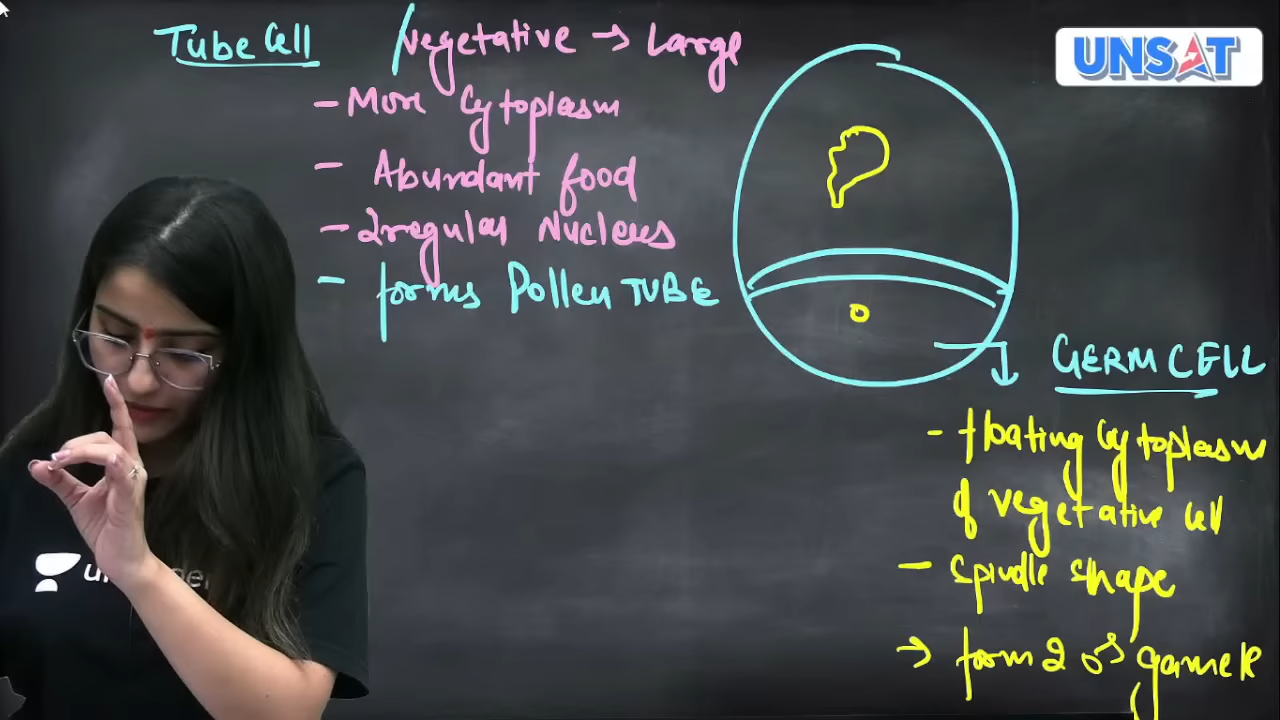 Tube Cell / Vegetative → Large
UNSAT
- More Cytoplasm
- Abundant food
- Irregular Nucleus
- forms Pollen TUBE
GERM CELL
- floating Cytoplasm
of vegetative Cell
- Spindle shape
→ form 2 ♂ gamete